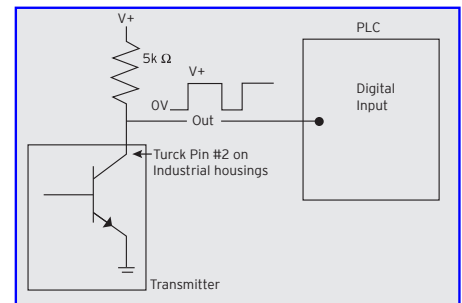 V+
PLC
5k Ω
V+
Digital
Input
0V
Out
Turck Pin #2 on
Industrial housings
Transmitter